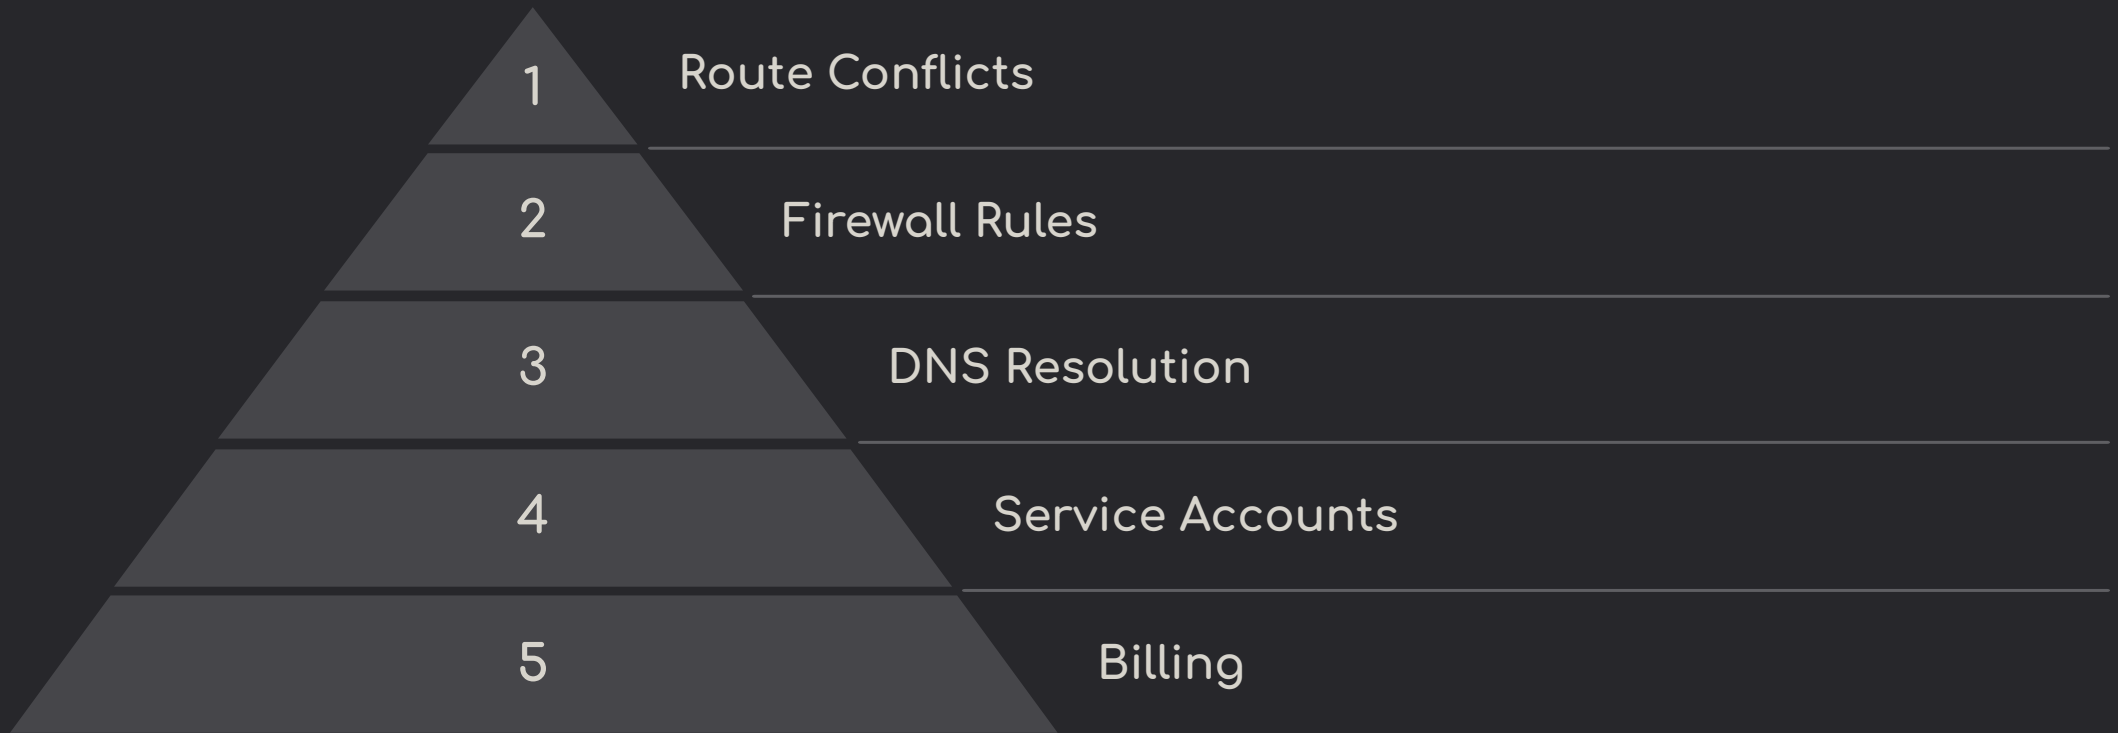 1
Route Conflicts
2
Firewall Rules
3
DNS Resolution
4
Service Accounts
5
Billing